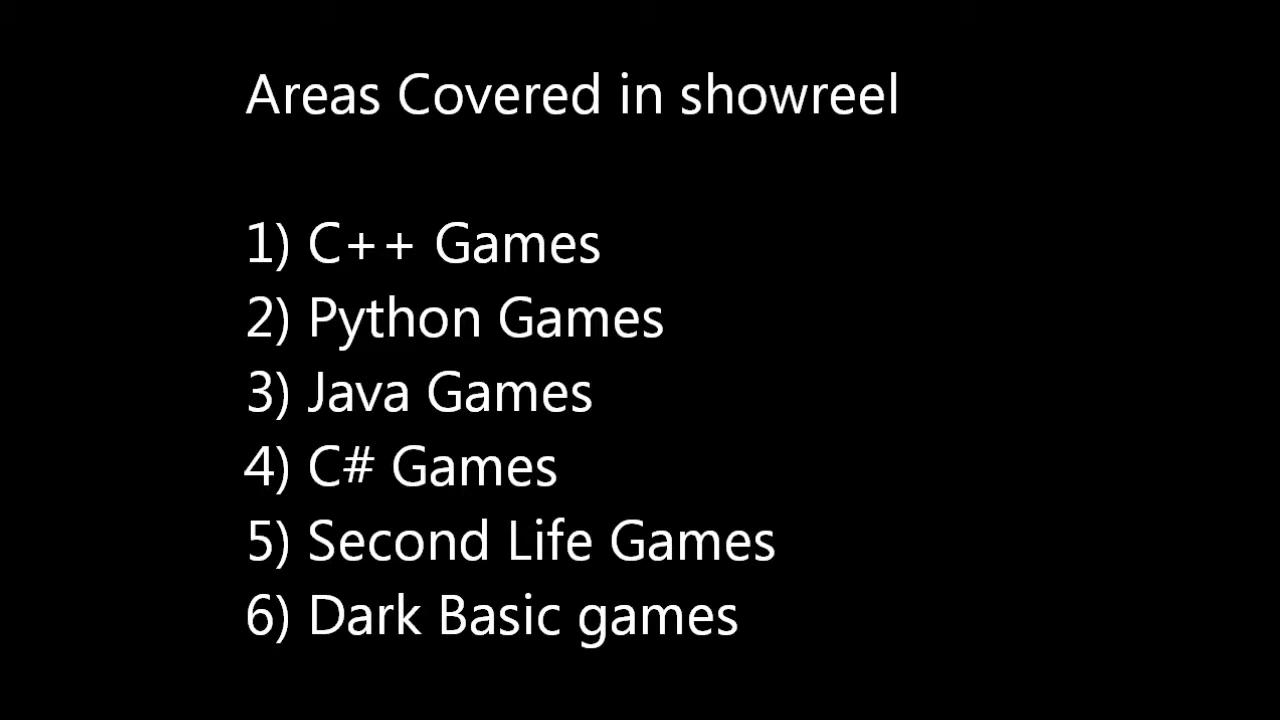 Areas Covered in showreel
1) C++ Games
2) Python Games
3) Java Games
4) C# Games
5) Second Life Games
6) Dark Basic games